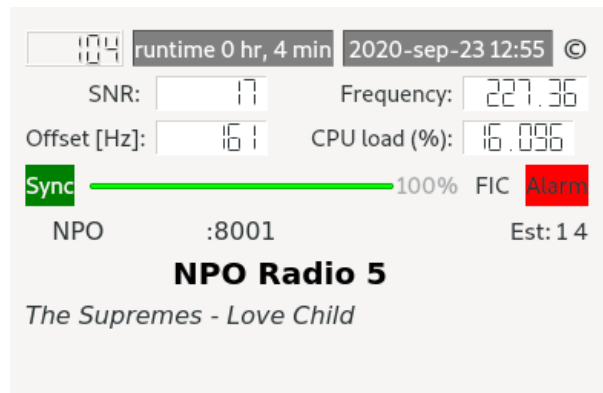 104 runtime 0 hr, 4 min 2020-sep-23 12:55 ©
SNR: 17 Frequency: 227.36
Offset [Hz]: 161 CPU load (%): 16.096
Sync 100% FIC Alarm
NPO :8001 Est: 1 4
NPO Radio 5
The Supremes - Love Child